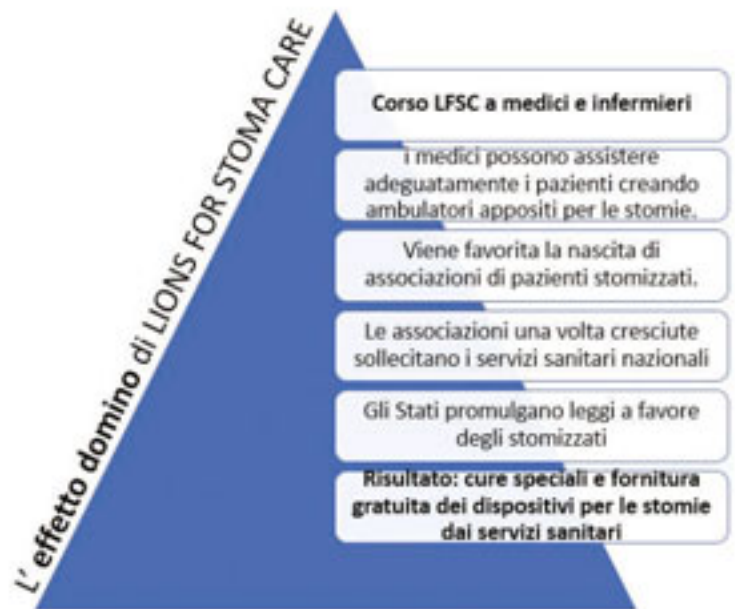 L' effetto domino di LIONS FOR STOMA CARE
Corso LFSC a medici e infermieri
i medici possono assistere
adeguatamente i pazienti creando
ambulatori appositi per le stomie.
Viene favorita la nascita di
associazioni di pazienti stomizzati.
Le associazioni una volta cresciute
sollecitano i servizi sanitari nazionali
Gli Stati promulgano leggi a favore
degli stomizzati
Risultato: cure speciali e fornitura
gratuita dei dispositivi per le stomie
dai servizi sanitari